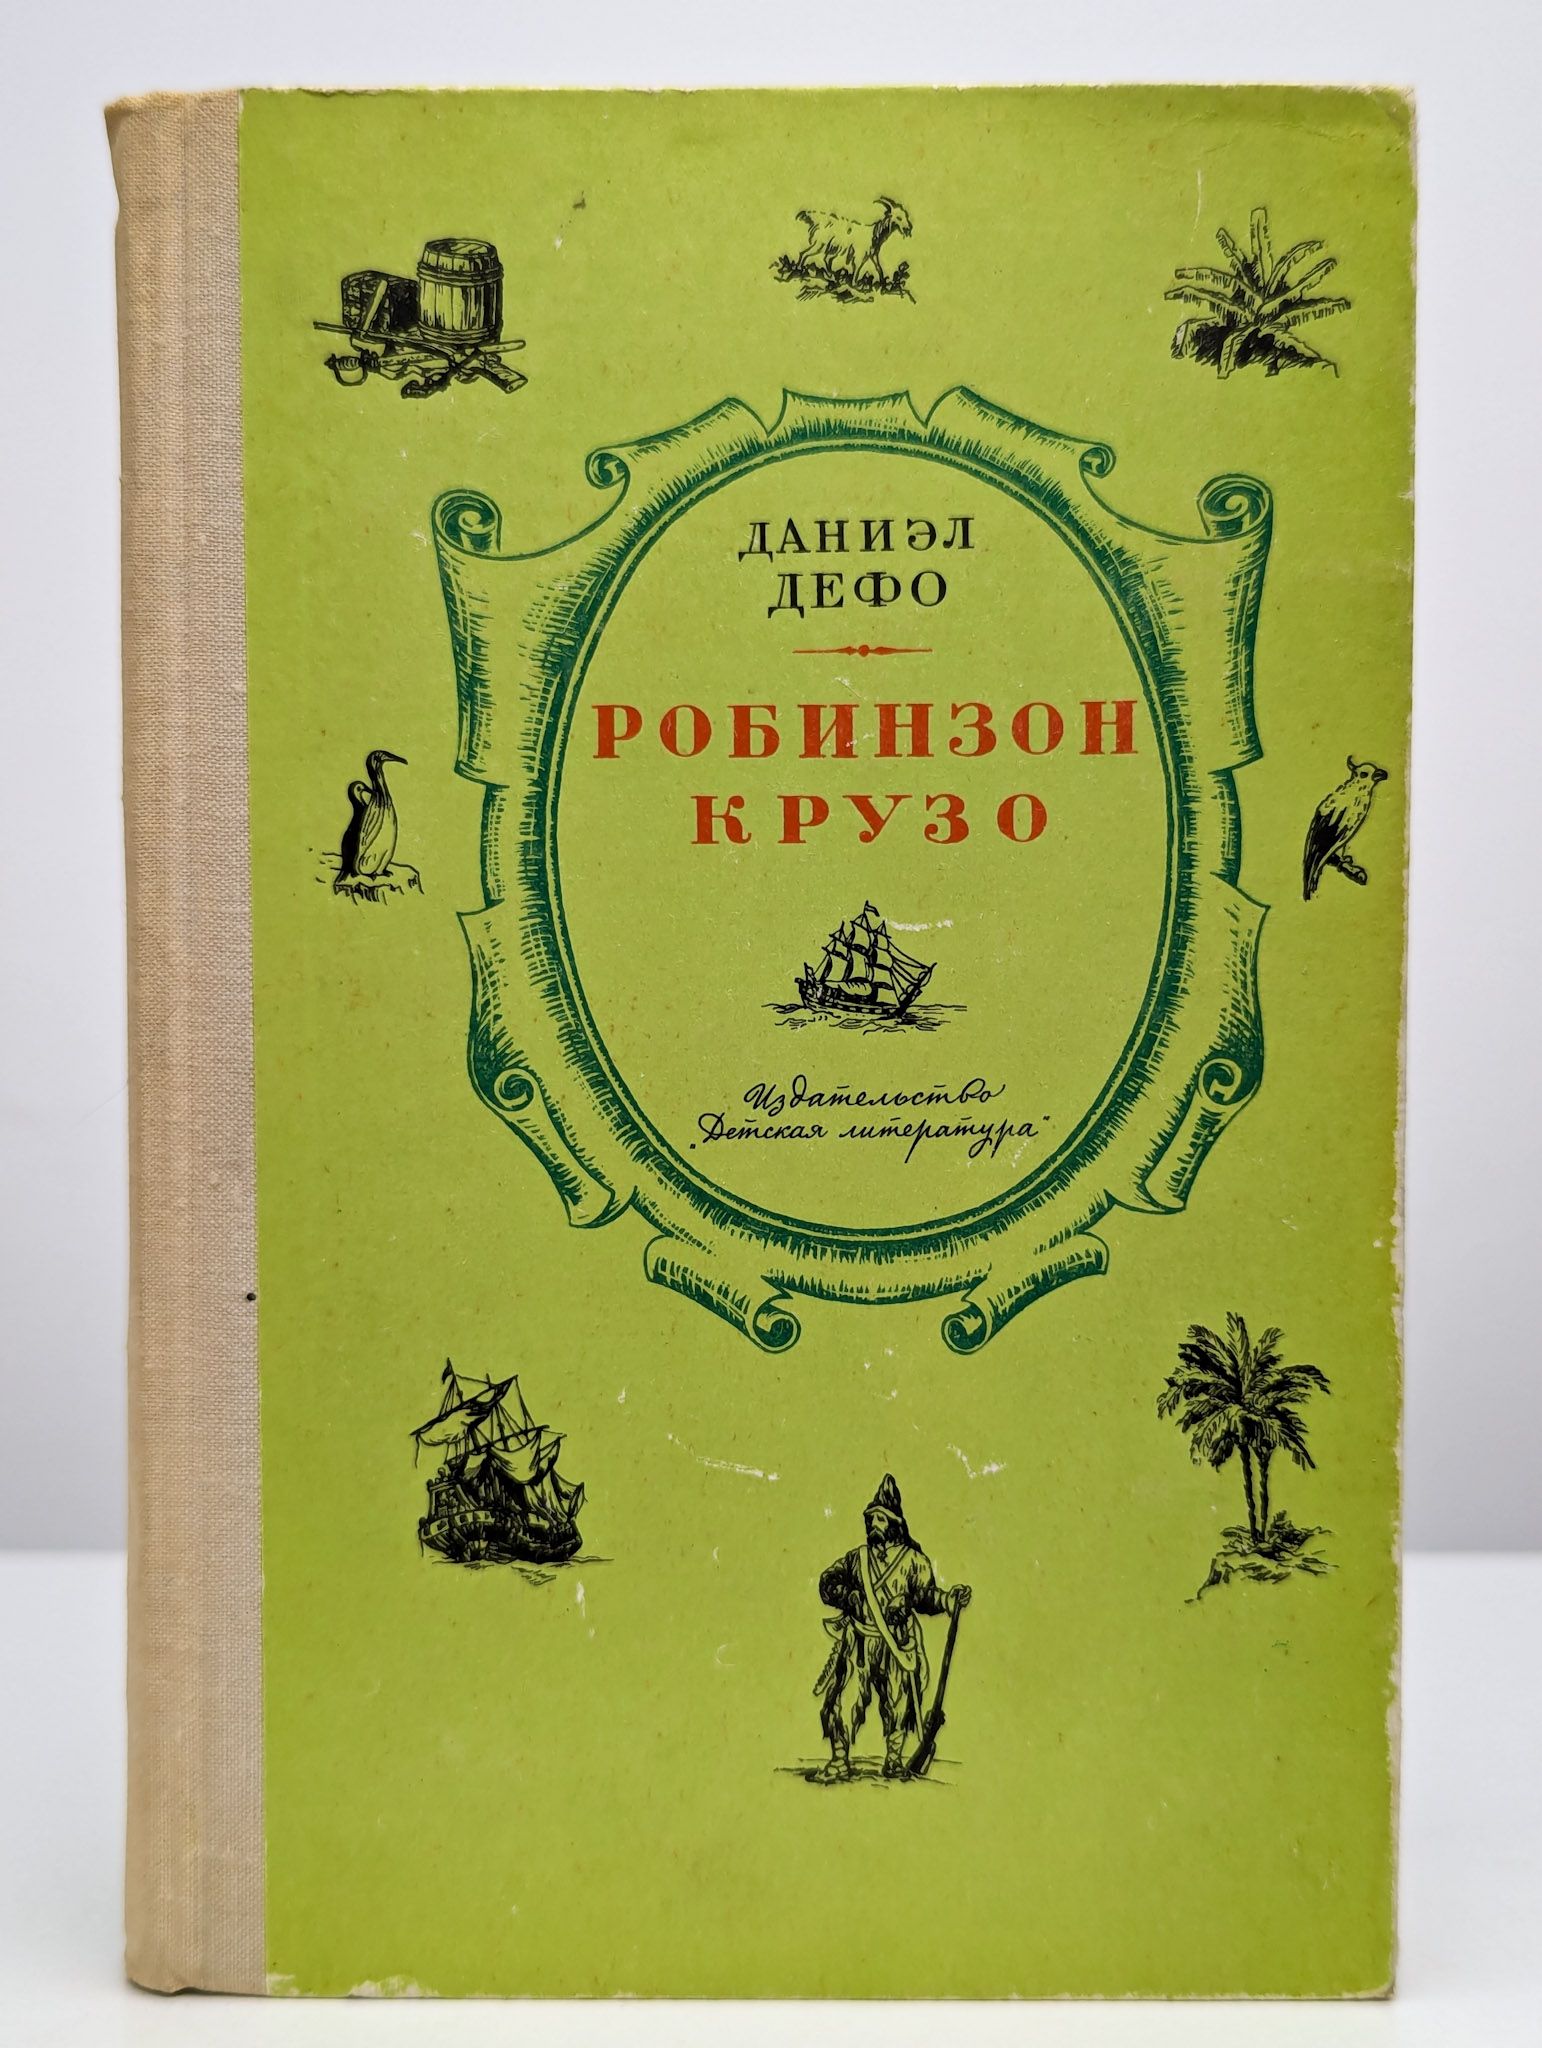 ДАНИЭЛ
ДЕФО
РОБИНЗОН
КРУЗО
Издательство
„Детская литература“